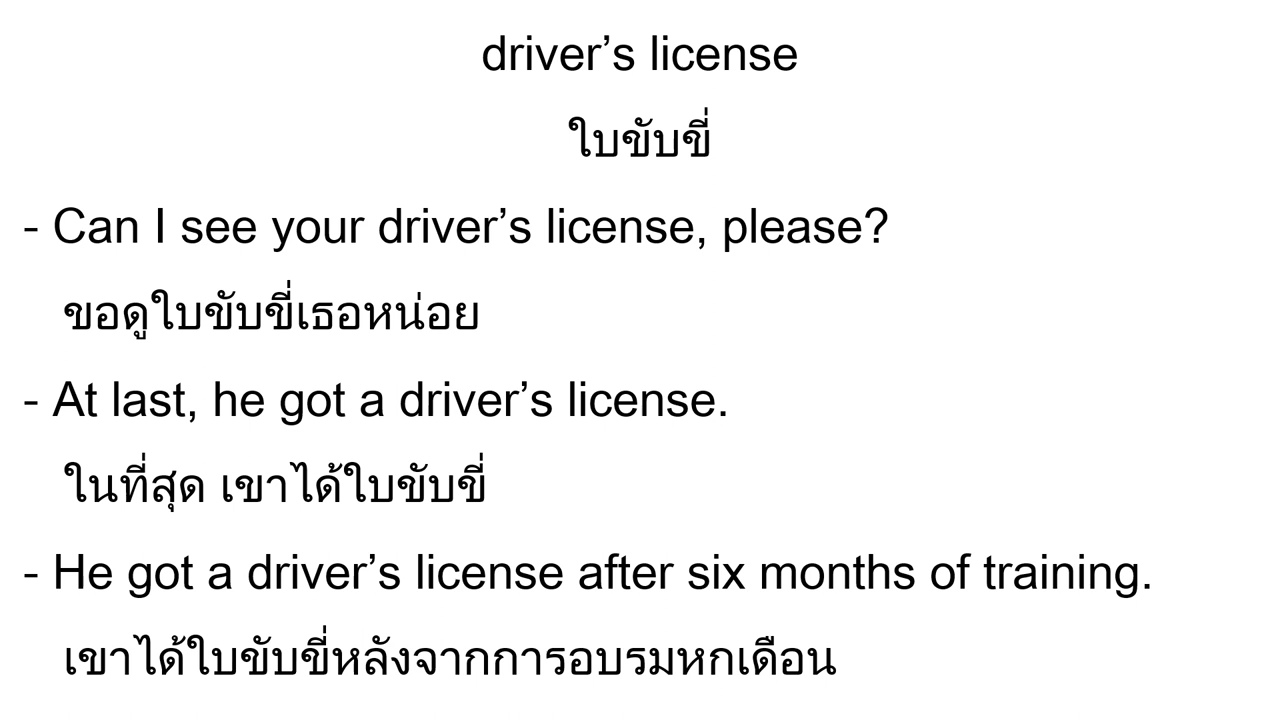 driver’s license
ใบขับขี่
- Can I see your driver’s license, please?
ขอดูใบขับขี่เธอหน่อย
- At last, he got a driver’s license.
ในที่สุด เขาได้ใบขับขี่
- He got a driver’s license after six months of training.
เขาได้ใบขับขี่หลังจากการอบรมหกเดือน